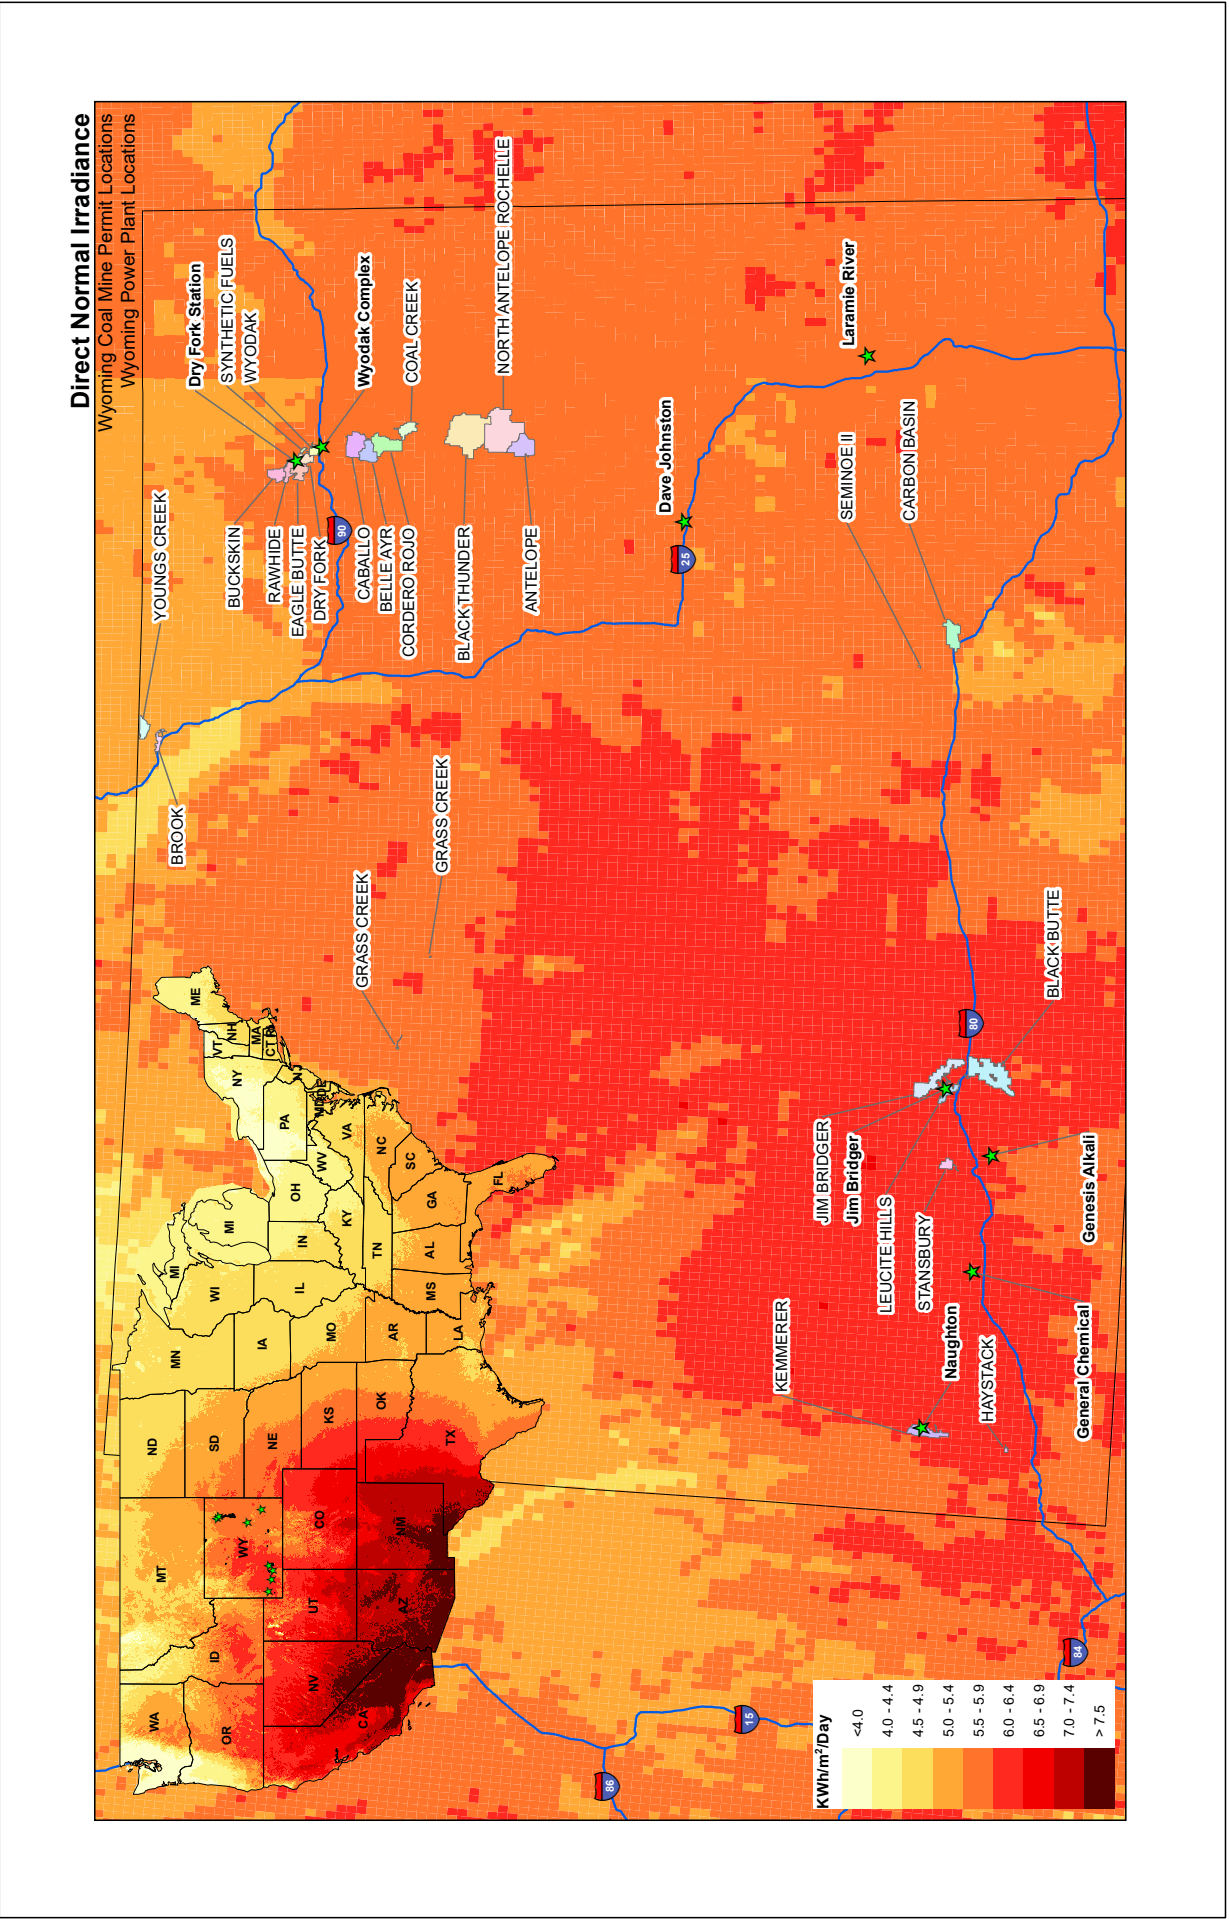 Direct Normal Irradiance
Wyoming Coal Mine Permit Locations
Wyoming Power Plant Locations
YOUNGS CREEK
BROOK
Dry Fork Station
SYNTHETIC FUELS
WYODAK
BUCKSKIN
RAWHIDE
EAGLE BUTTE
DRY FORK
90
Wyodak Complex
CABALLO
BELLE AYR
CORDERO ROJO
COAL CREEK
BLACK THUNDER
NORTH ANTELOPE ROCHELLE
ANTELOPE
GRASS CREEK
GRASS CREEK
Dave Johnston
25
Laramie River
SEMINOE II
CARBON BASIN
JIM BRIDGER
Jim Bridger
LEUCITE HILLS
STANSBURY
80
BLACK BUTTE
KEMMERER
Naughton
HAYSTACK
Genesis Alkali
General Chemical
84
15
86
WA
OR
CA
NV
ID
MT
WY
UT
AZ
CO
NM
ND
SD
NE
KS
OK
TX
MN
IA
MO
AR
LA
WI
IL
MI
MI
IN
OH
KY
TN
MS
AL
GA
FL
SC
NC
VA
WV
PA
NY
NJ
MD
DE
CT
RI
MA
VT
NH
ME
KWh/m²/Day
<4.0
4.0 - 4.4
4.5 - 4.9
5.0 - 5.4
5.5 - 5.9
6.0 - 6.4
6.5 - 6.9
7.0 - 7.4
> 7.5